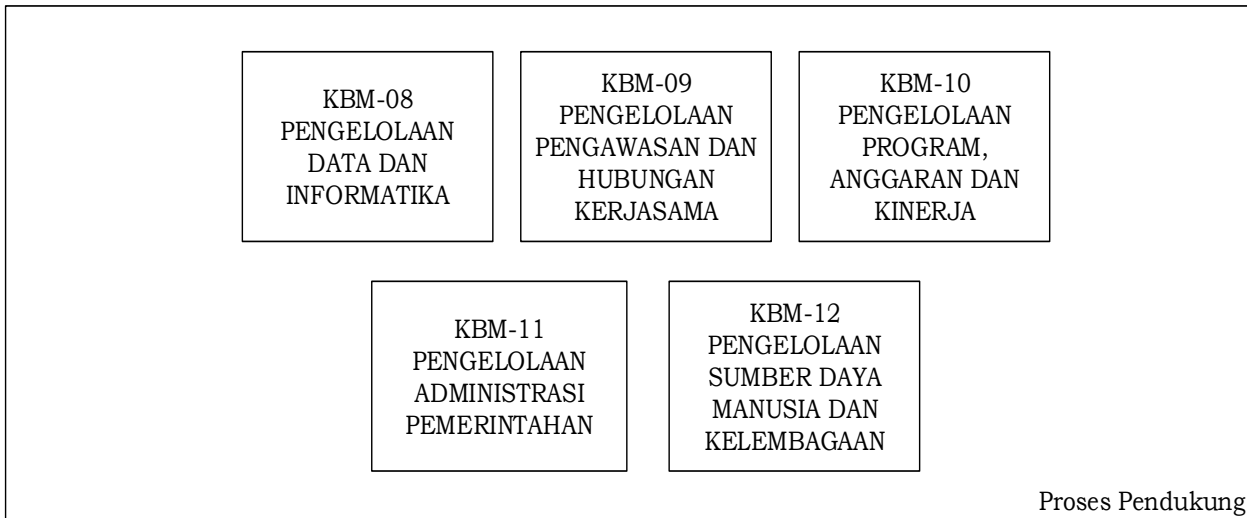 KBM-08
PENGELOLAAN
DATA DAN
INFORMATIKA
KBM-09
PENGELOLAAN
PENGAWASAN DAN
HUBUNGAN
KERJASAMA
KBM-10
PENGELOLAAN
PROGRAM,
ANGGARAN DAN
KINERJA
KBM-11
PENGELOLAAN
ADMINISTRASI
PEMERINTAHAN
KBM-12
PENGELOLAAN
SUMBER DAYA
MANUSIA DAN
KELEMBAGAAN
Proses Pendukung